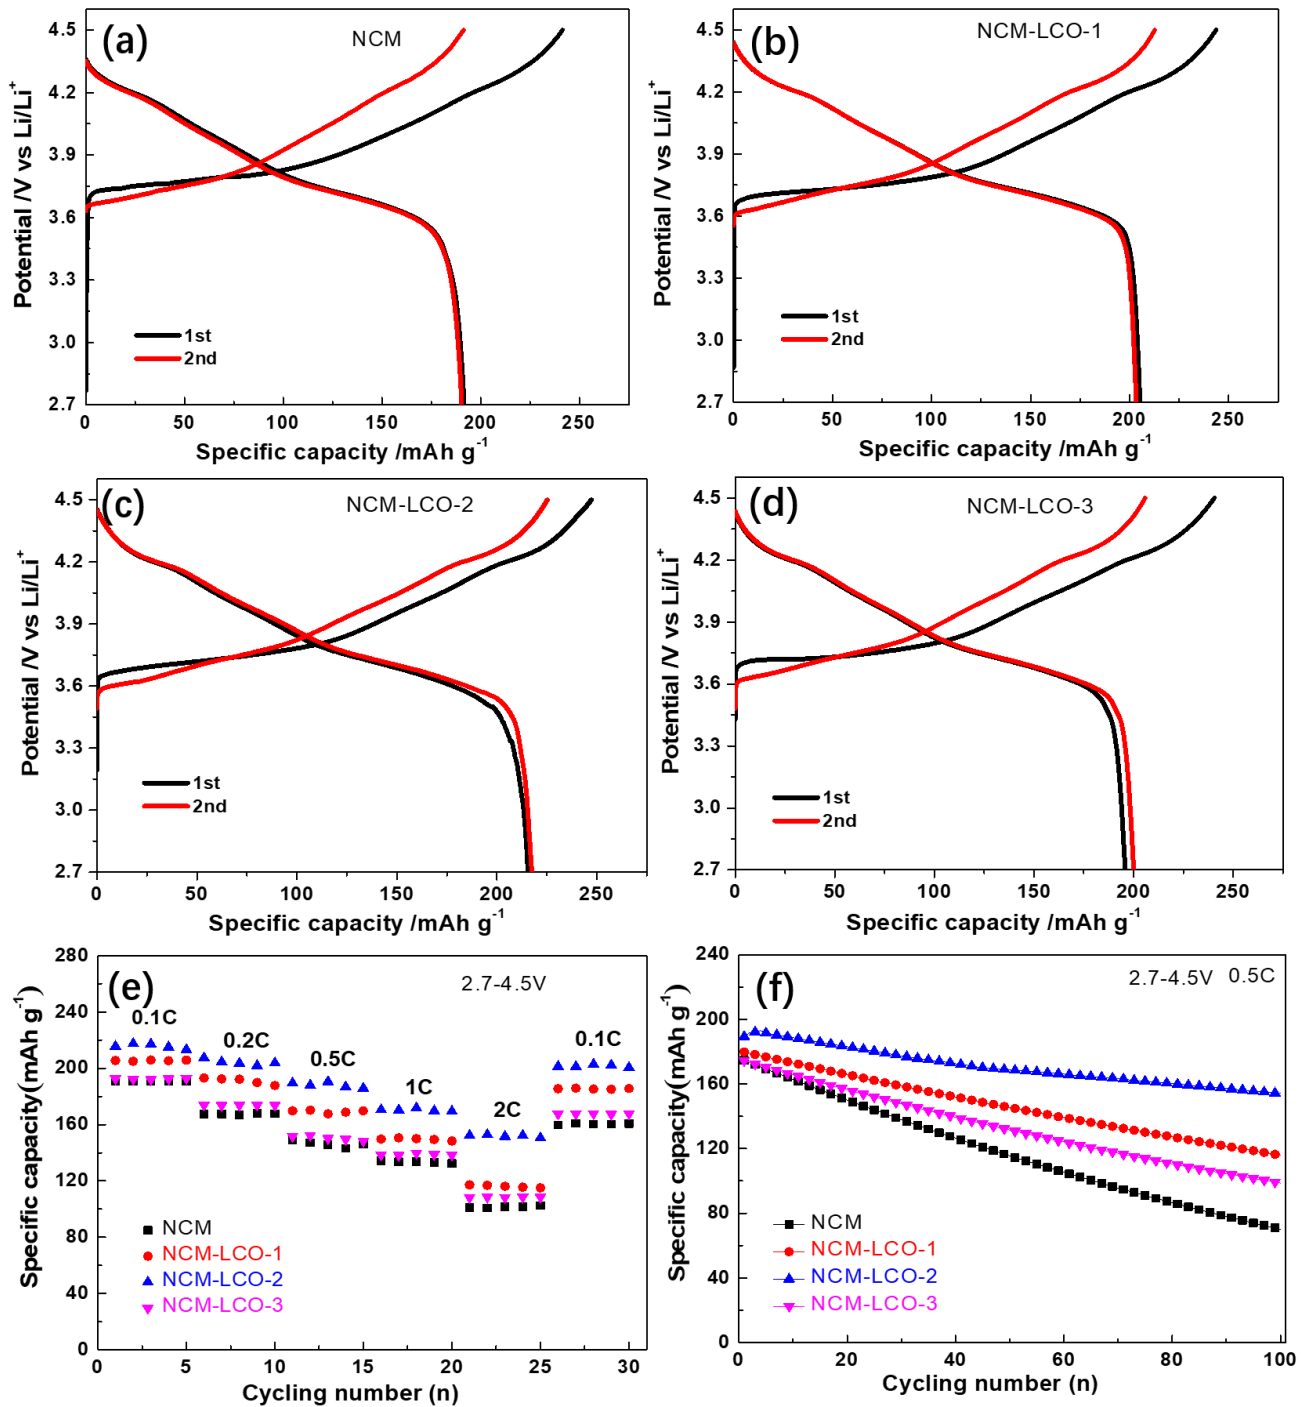 (a)
NCM
4.5
4.2
3.9
3.6
3.3
3.0
2.7
Potential /V vs Li/Li⁺
1st
2nd
0 50 100 150 200 250
Specific capacity /mAh g⁻¹
(b)
NCM-LCO-1
4.5
4.2
3.9
3.6
3.3
3.0
2.7
Potential /V vs Li/Li⁺
1st
2nd
0 50 100 150 200 250
Specific capacity /mAh g⁻¹
(c)
NCM-LCO-2
4.5
4.2
3.9
3.6
3.3
3.0
2.7
Potential /V vs Li/Li⁺
1st
2nd
0 50 100 150 200 250
Specific capacity /mAh g⁻¹
(d)
NCM-LCO-3
4.5
4.2
3.9
3.6
3.3
3.0
2.7
Potential /V vs Li/Li⁺
1st
2nd
0 50 100 150 200 250
Specific capacity /mAh g⁻¹
(e)
2.7-4.5V
280
240
200
160
120
80
40
0
Specific capacity(mAh g⁻¹)
0.1C
0.2C
0.5C
1C
2C
0.1C
NCM
NCM-LCO-1
NCM-LCO-2
NCM-LCO-3
0 5 10 15 20 25 30
Cycling number (n)
(f)
2.7-4.5V 0.5C
240
200
160
120
80
40
0
Specific capacity(mAh g⁻¹)
NCM
NCM-LCO-1
NCM-LCO-2
NCM-LCO-3
0 20 40 60 80 100
Cycling number (n)